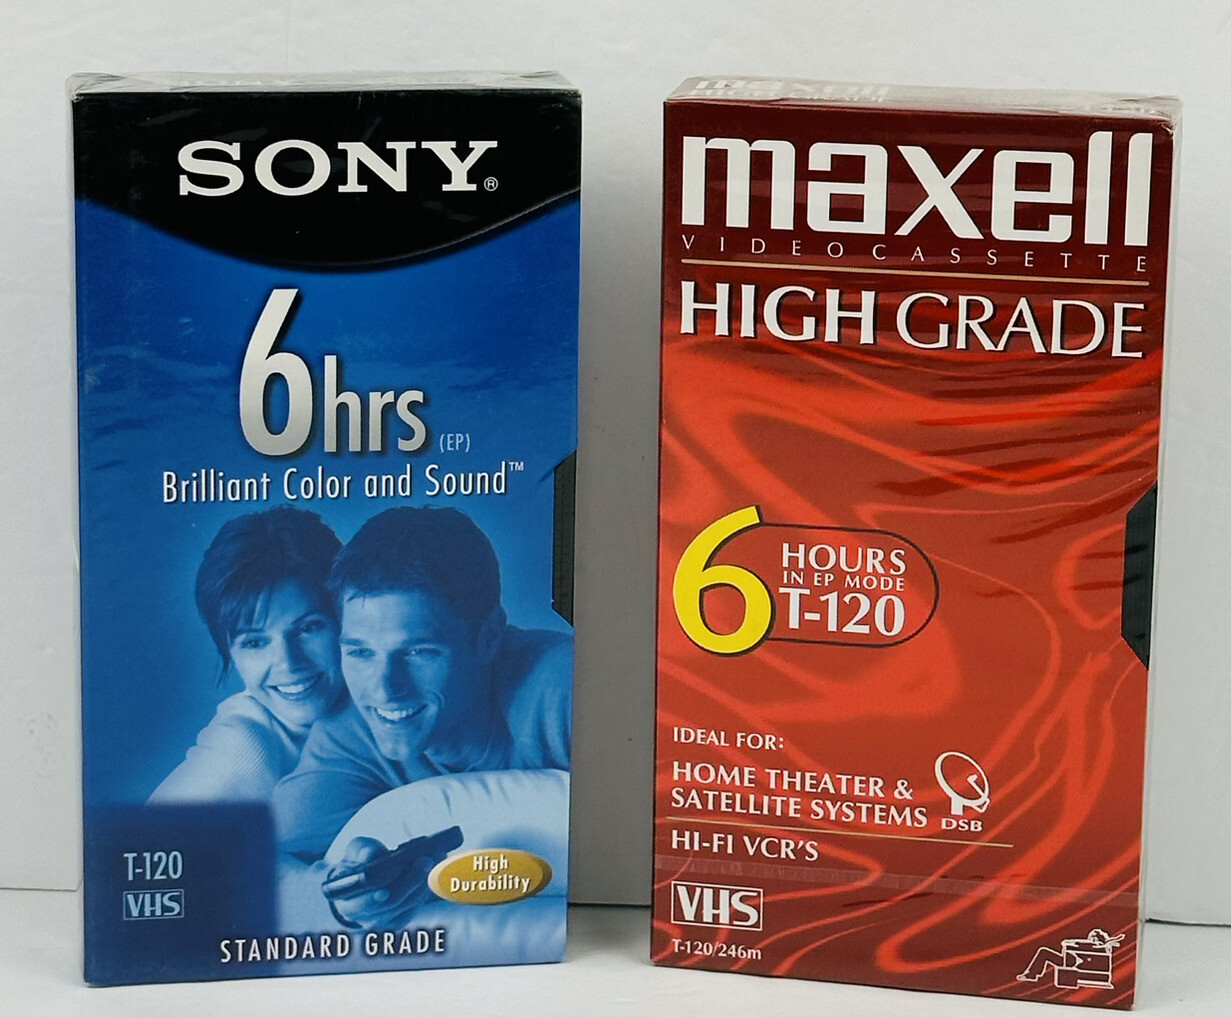 SONY®
6hrs (EP)
Brilliant Color and Sound™
High
Durability
T-120
VHS
STANDARD GRADE
maxell
maxell
VIDEOCASSETTE
HIGH GRADE
6 HOURS
IN EP MODE
T-120
IDEAL FOR:
HOME THEATER &
SATELLITE SYSTEMS
DSB
HI-FI VCR'S
VHS
T-120/246m